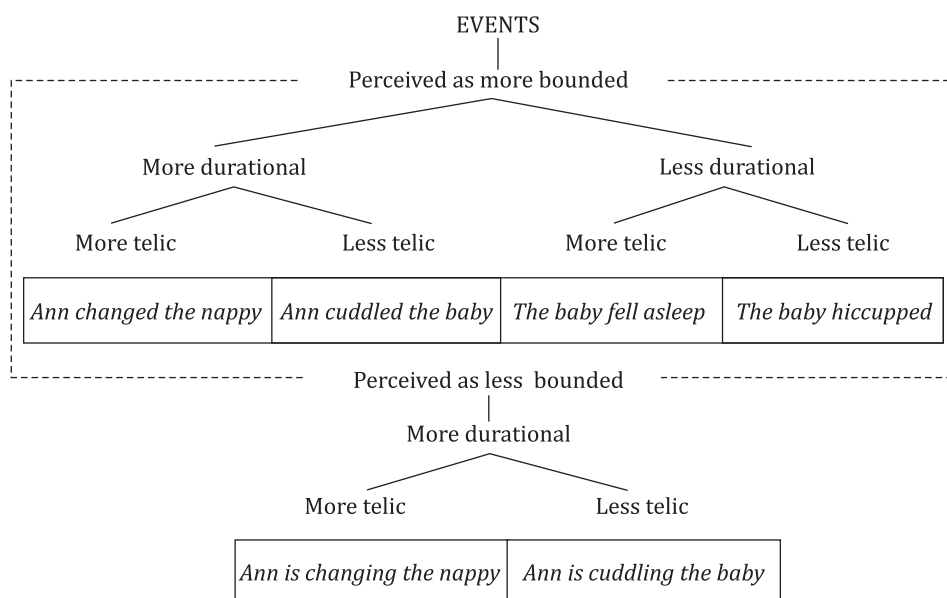 EVENTS
Perceived as more bounded
More durational Less durational
More telic Less telic More telic Less telic
Ann changed the nappy Ann cuddled the baby The baby fell asleep The baby hiccupped
Perceived as less bounded
More durational
More telic Less telic
Ann is changing the nappy Ann is cuddling the baby